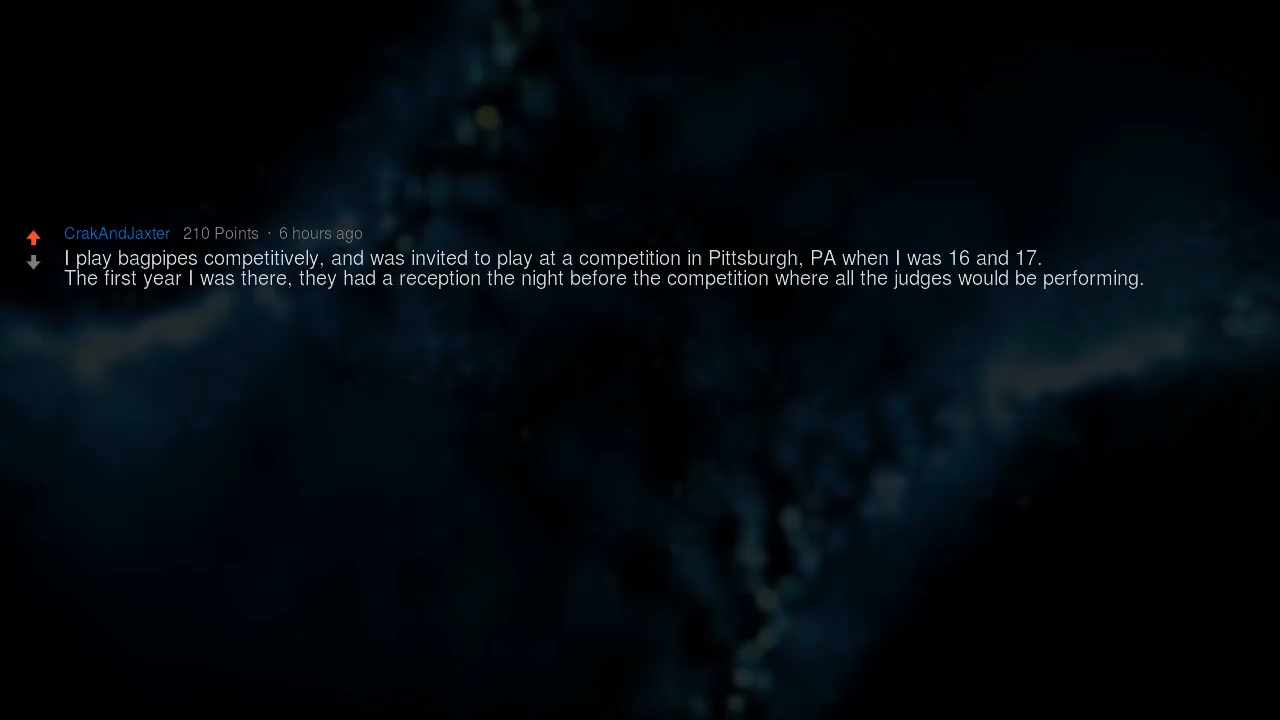 CrakAndJaxter 210 Points · 6 hours ago
I play bagpipes competitively, and was invited to play at a competition in Pittsburgh, PA when I was 16 and 17.
The first year I was there, they had a reception the night before the competition where all the judges would be performing.